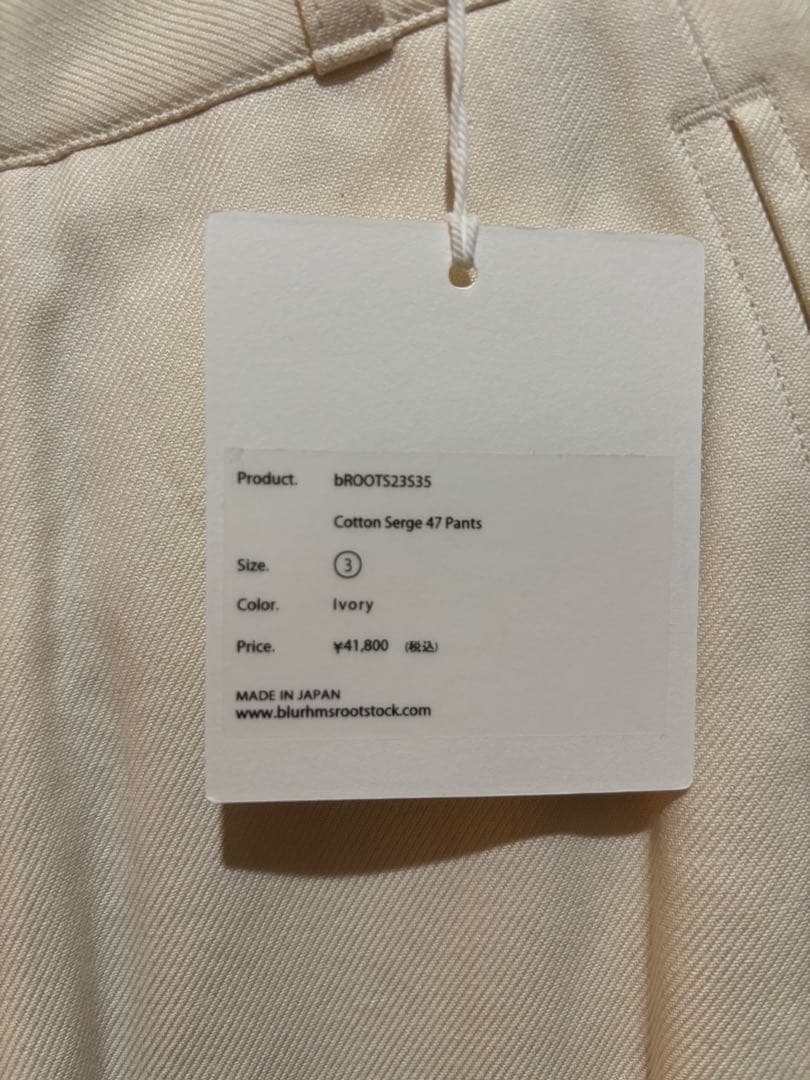 Product. bROOTS23S35
Cotton Serge 47 Pants
Size. ③
Color. Ivory
Price. ¥41,800 (税込)
MADE IN JAPAN
www.blurhmsrootstock.com